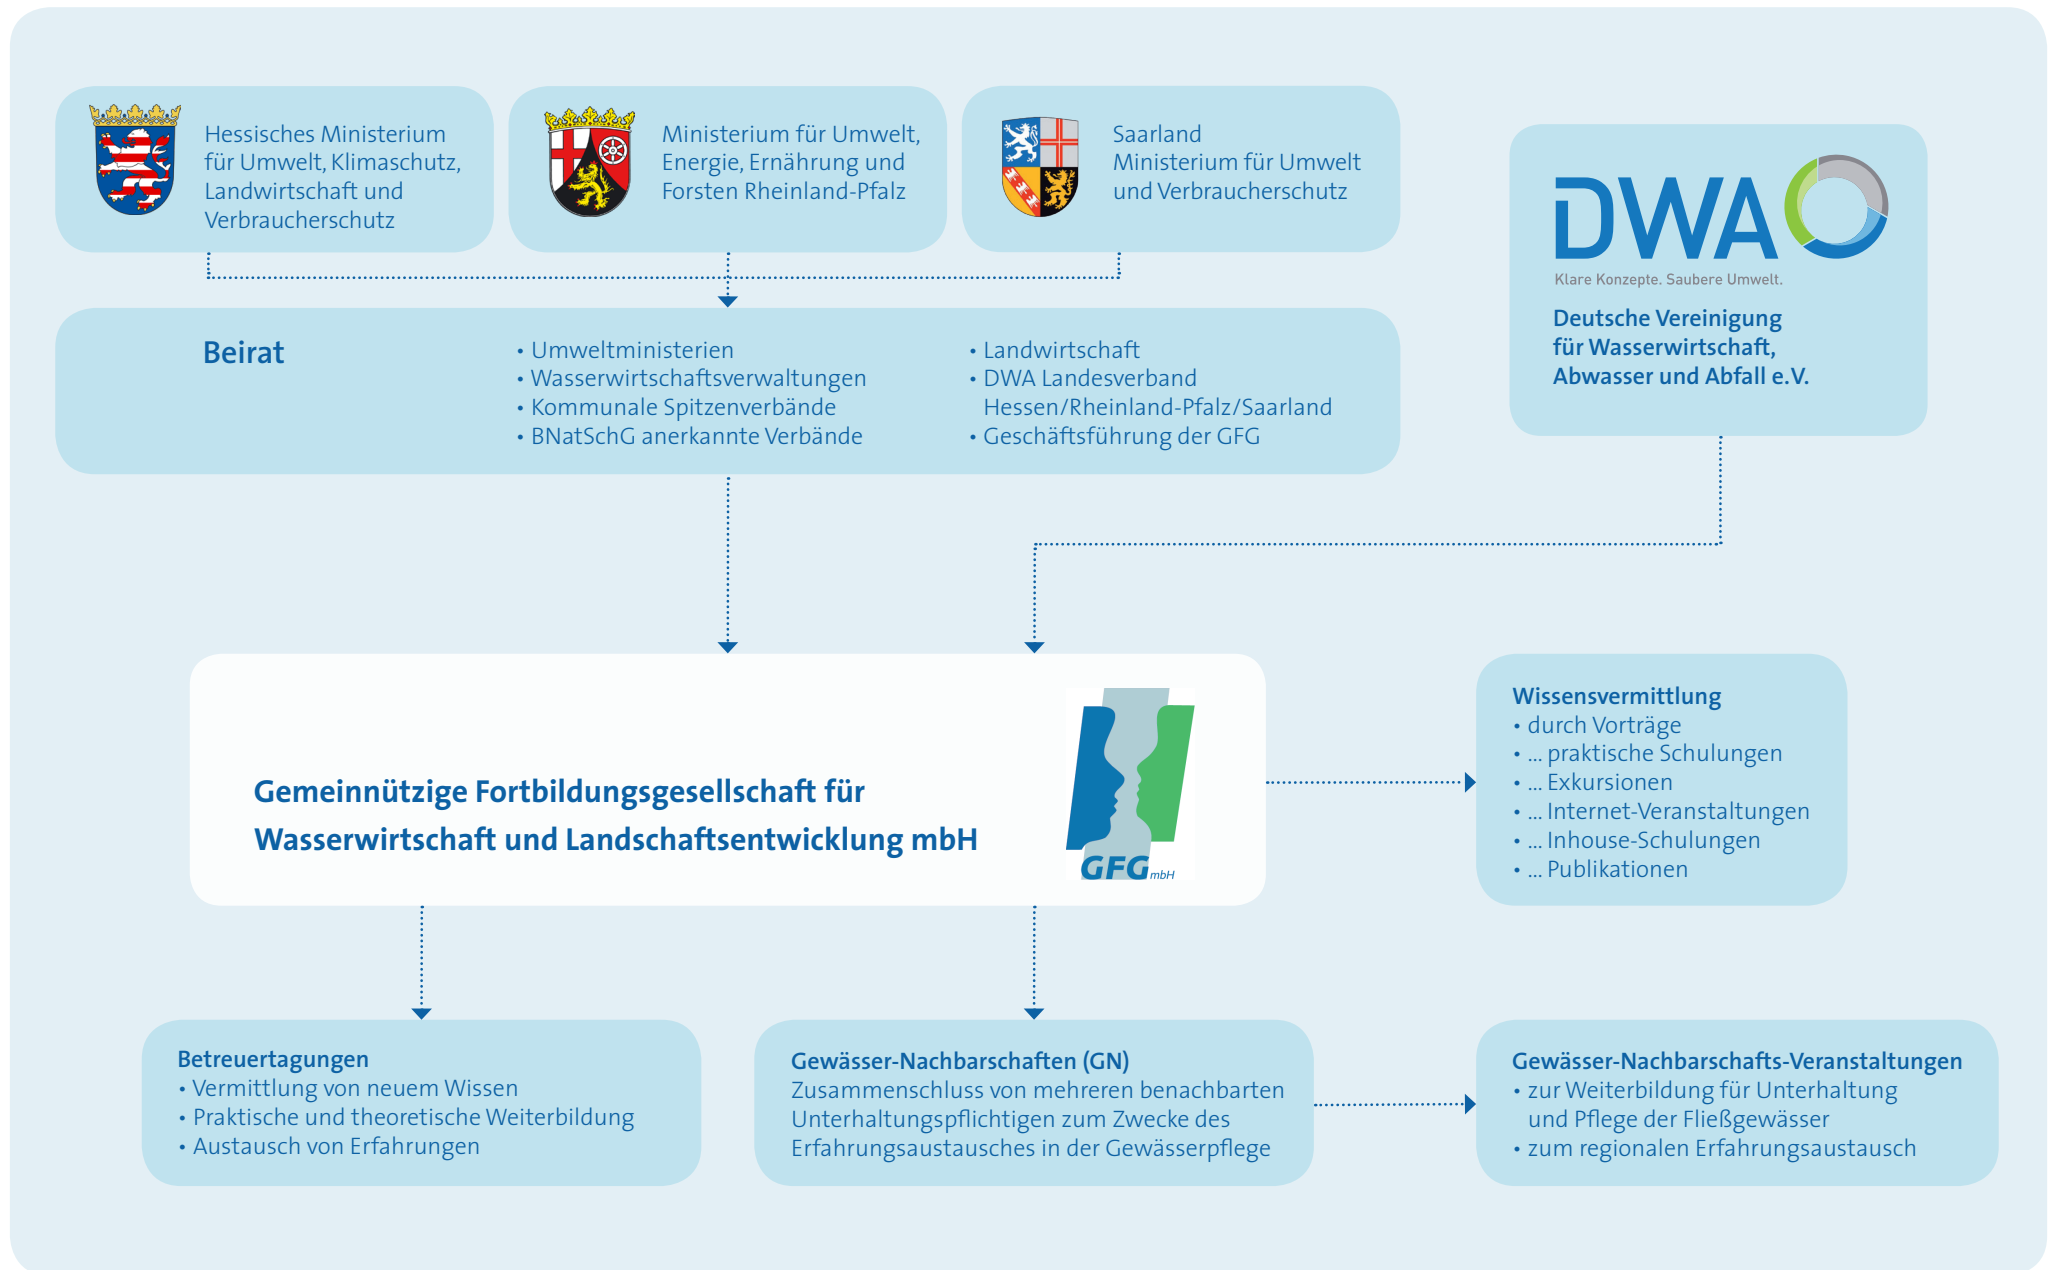 Hessisches Ministerium
für Umwelt, Klimaschutz,
Landwirtschaft und
Verbraucherschutz
Ministerium für Umwelt,
Energie, Ernährung und
Forsten Rheinland-Pfalz
Saarland
Ministerium für Umwelt
und Verbraucherschutz
DWA
Klare Konzepte. Saubere Umwelt.
Deutsche Vereinigung
für Wasserwirtschaft,
Abwasser und Abfall e.V.
Beirat
• Umweltministerien
• Wasserwirtschaftsverwaltungen
• Kommunale Spitzenverbände
• BNatSchG anerkannte Verbände
• Landwirtschaft
• DWA Landesverband
Hessen/Rheinland-Pfalz/Saarland
• Geschäftsführung der GFG
Gemeinnützige Fortbildungsgesellschaft für
Wasserwirtschaft und Landschaftsentwicklung mbH
GFG mbH
Wissensvermittlung
• durch Vorträge
• ... praktische Schulungen
• ... Exkursionen
• ... Internet-Veranstaltungen
• ... Inhouse-Schulungen
• ... Publikationen
Betreuertagungen
• Vermittlung von neuem Wissen
• Praktische und theoretische Weiterbildung
• Austausch von Erfahrungen
Gewässer-Nachbarschaften (GN)
Zusammenschluss von mehreren benachbarten
Unterhaltungspflichtigen zum Zwecke des
Erfahrungsaustausches in der Gewässerpflege
Gewässer-Nachbarschafts-Veranstaltungen
• zur Weiterbildung für Unterhaltung
und Pflege der Fließgewässer
• zum regionalen Erfahrungsaustausch